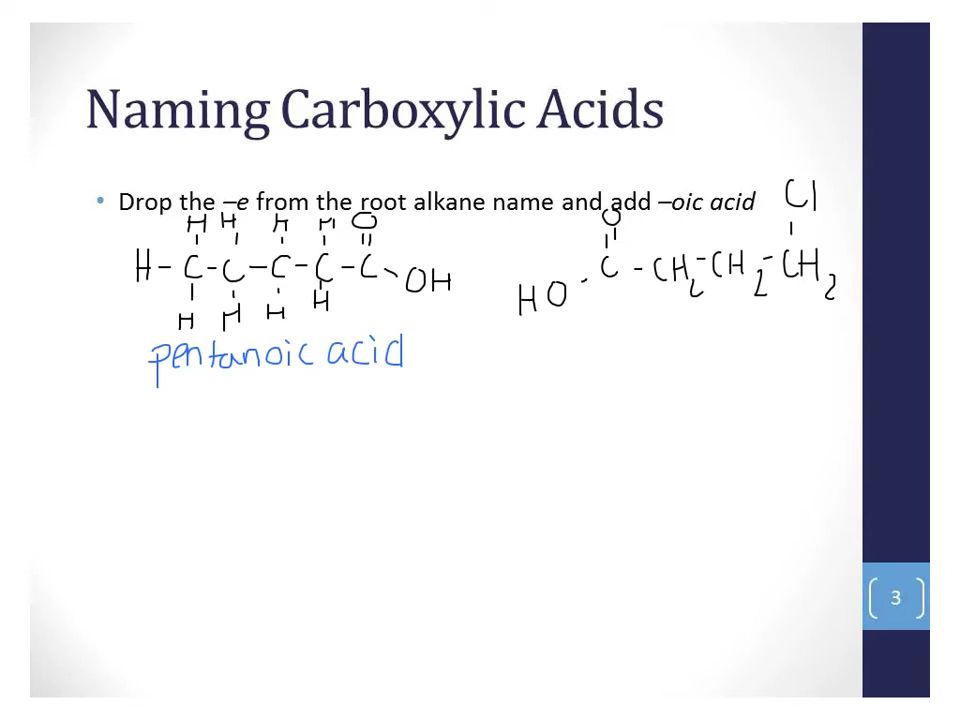 Naming Carboxylic Acids
• Drop the –e from the root alkane name and add –oic acid
H H H H O
H – C – C – C – C – C
OH
H H H H
pentanoic acid
O Cl
C - CH2 - CH2 - CH2
HO
3